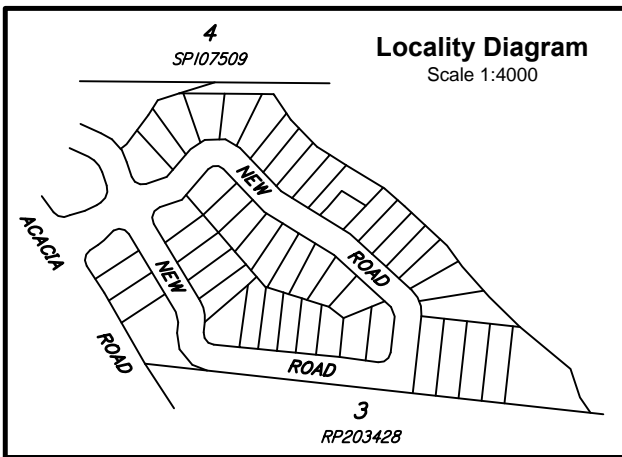 4
SP107509
Locality Diagram
Scale 1:4000
NEW
ROAD
ACACIA
ROAD
NEW
ROAD
3
RP203428